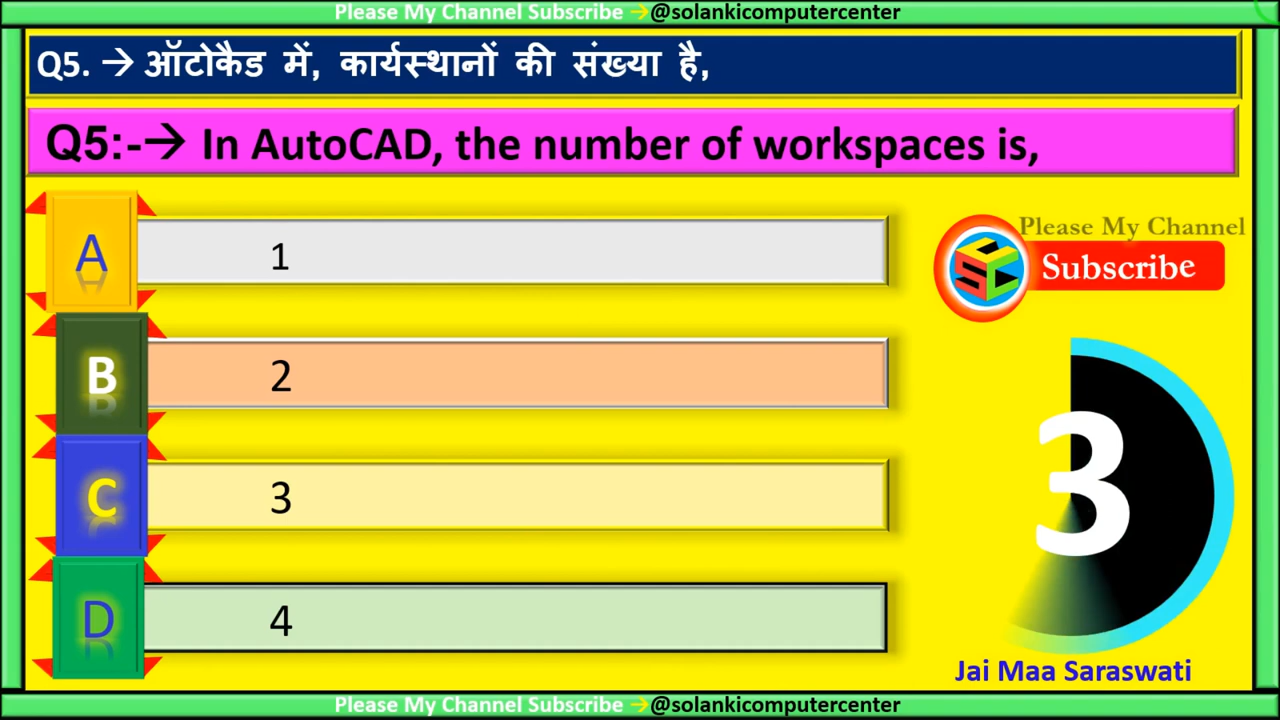 Please My Channel Subscribe →@solankicomputercenter
Q5. → ऑटोकैड में, कार्यस्थानों की संख्या है,
Q5:-→ In AutoCAD, the number of workspaces is,
A 1
Please My Channel
SCC Subscribe
B 2
C 3
3
D 4
Jai Maa Saraswati
Please My Channel Subscribe →@solankicomputercenter